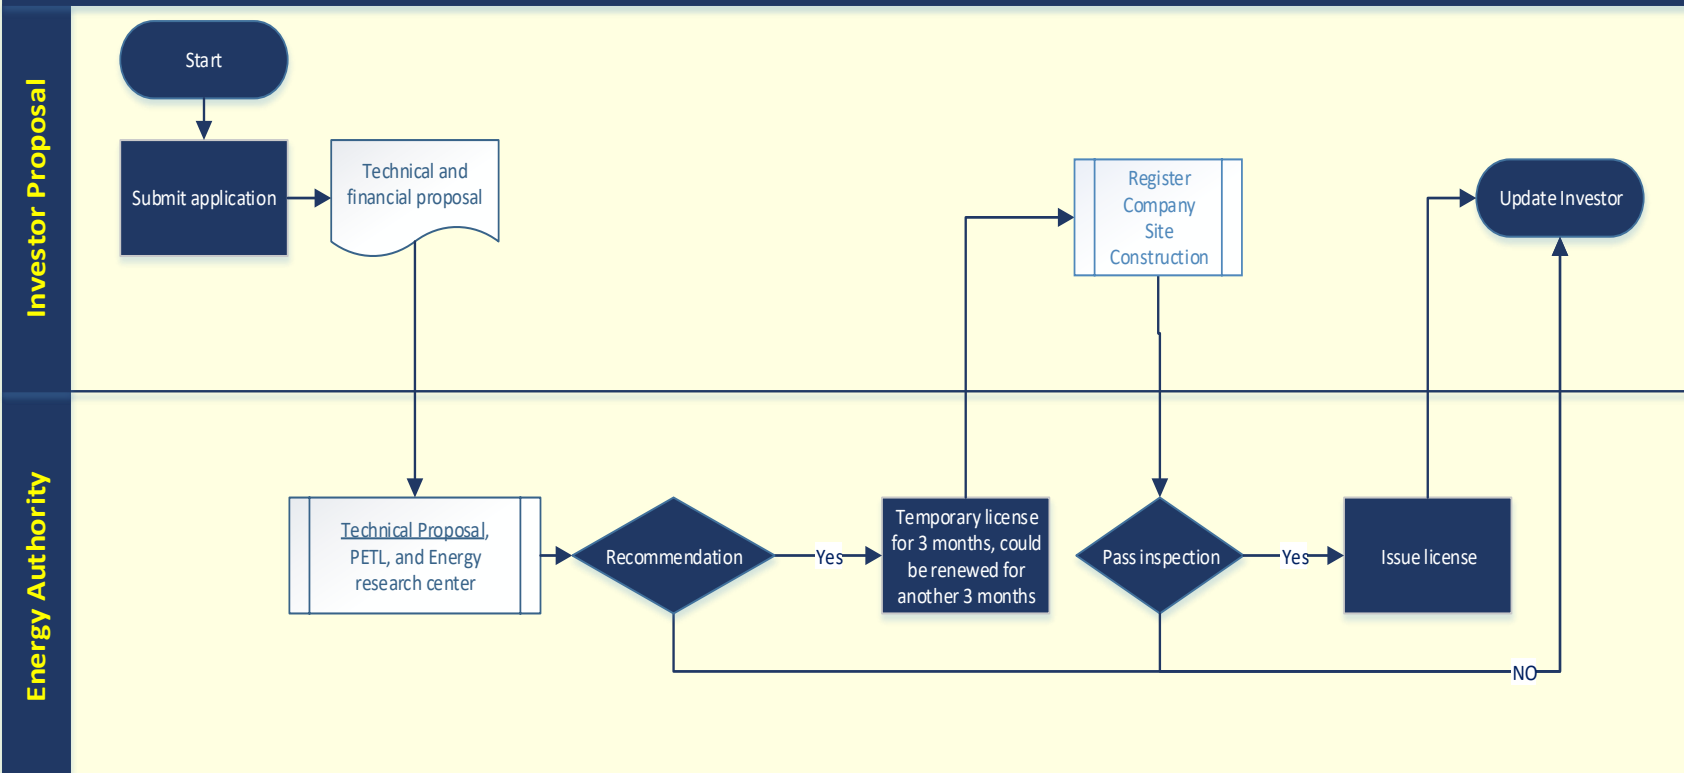 Investor Proposal
Start
Submit application
Technical and
financial proposal
Register
Company
Site
Construction
Update Investor
Energy Authority
Technical Proposal,
PETL, and Energy
research center
Recommendation
Yes
Temporary license
for 3 months, could
be renewed for
another 3 months
Pass inspection
Yes
Issue license
NO